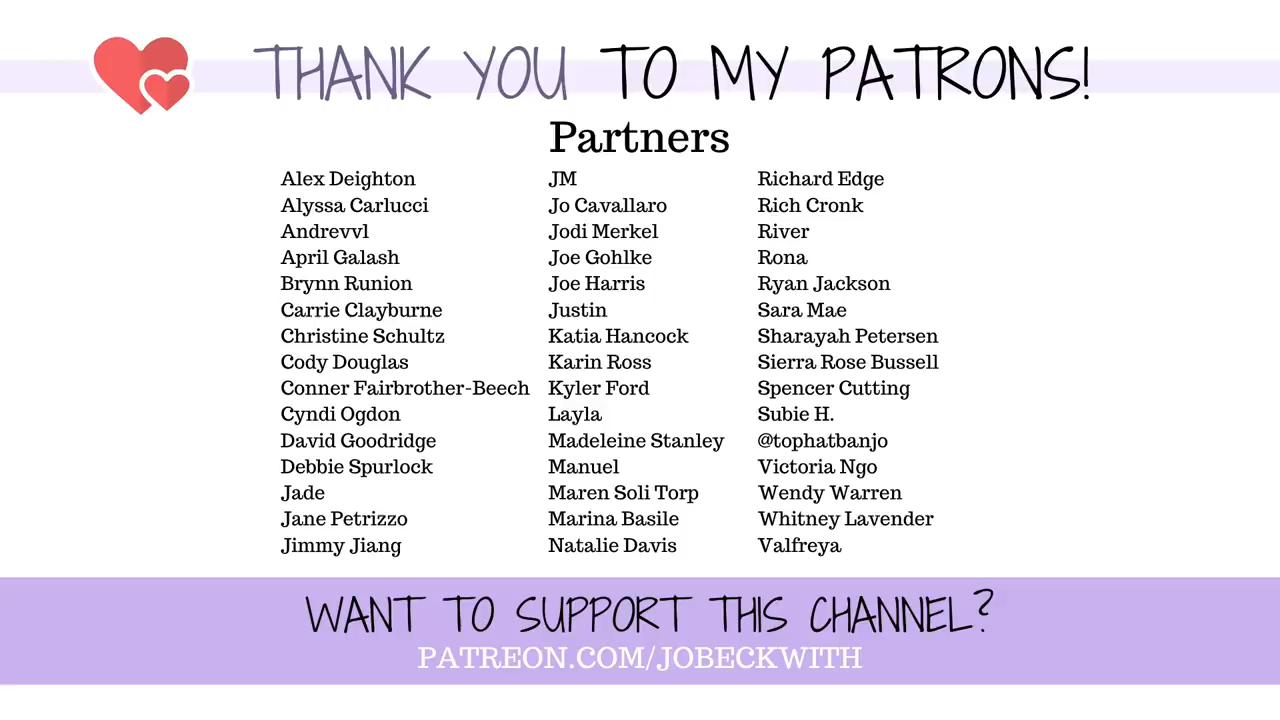 THANK YOU TO MY PATRONS!
Partners
Alex Deighton
Alyssa Carlucci
Andrevvl
April Galash
Brynn Runion
Carrie Clayburne
Christine Schultz
Cody Douglas
Conner Fairbrother-Beech
Cyndi Ogdon
David Goodridge
Debbie Spurlock
Jade
Jane Petrizzo
Jimmy Jiang
JM
Jo Cavallaro
Jodi Merkel
Joe Gohlke
Joe Harris
Justin
Katia Hancock
Karin Ross
Kyler Ford
Layla
Madeleine Stanley
Manuel
Maren Soli Torp
Marina Basile
Natalie Davis
Richard Edge
Rich Cronk
River
Rona
Ryan Jackson
Sara Mae
Sharayah Petersen
Sierra Rose Bussell
Spencer Cutting
Subie H.
@tophatbanjo
Victoria Ngo
Wendy Warren
Whitney Lavender
Valfreya
WANT TO SUPPORT THIS CHANNEL?
PATREON.COM/JOBECKWITH